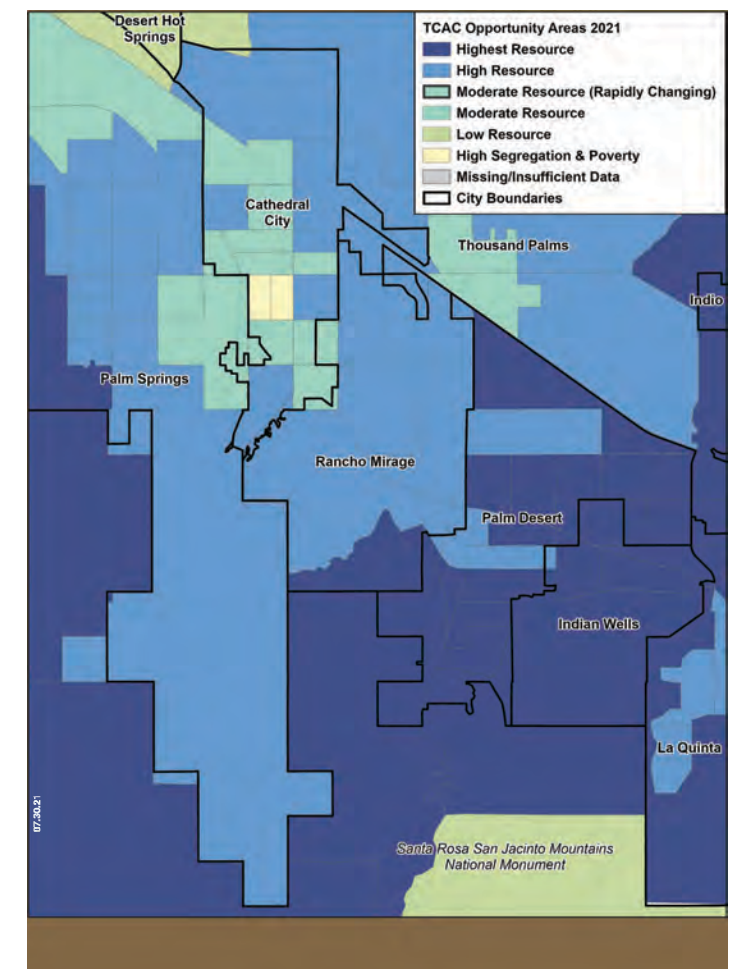 Desert Hot
Springs
TCAC Opportunity Areas 2021
Highest Resource
High Resource
Moderate Resource (Rapidly Changing)
Moderate Resource
Low Resource
High Segregation & Poverty
Missing/Insufficient Data
City Boundaries
Cathedral
City
Thousand Palms
Indio
Palm Springs
Rancho Mirage
Palm Desert
Indian Wells
La Quinta
Santa Rosa San Jacinto Mountains
National Monument
07.30.21